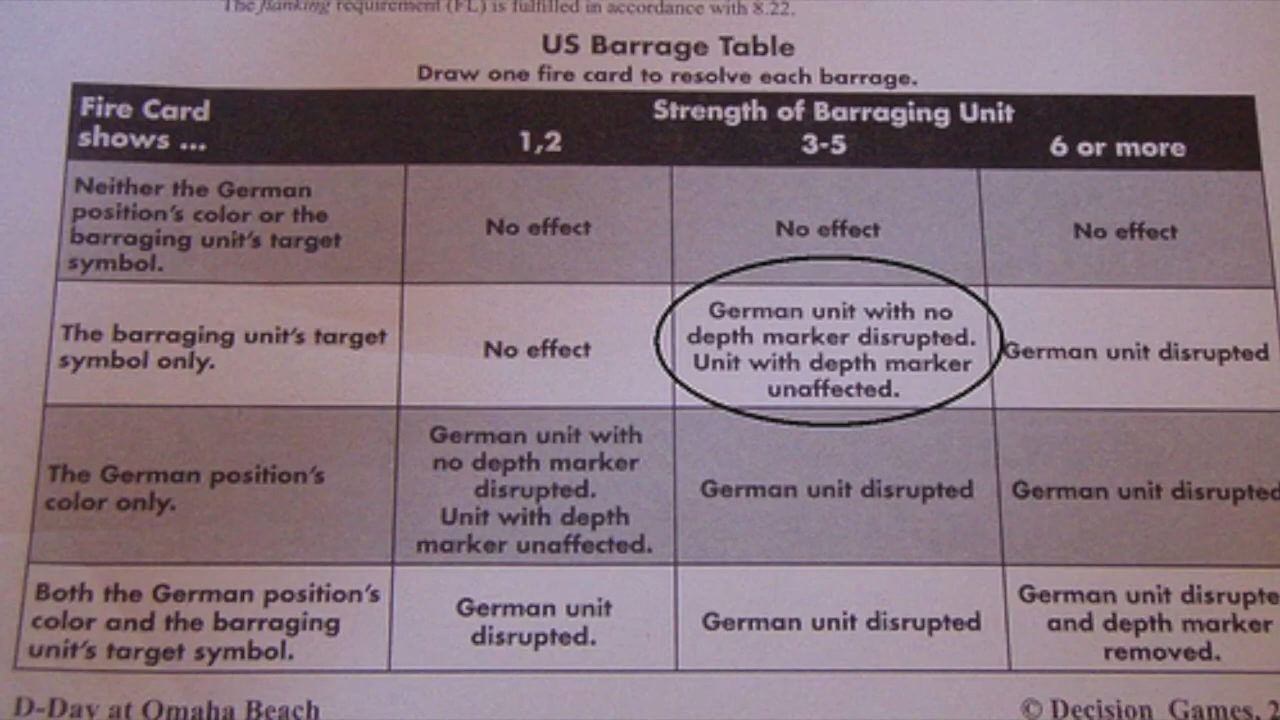 The flanking requirement (FL) is fulfilled in accordance with 8.22.
US Barrage Table
Draw one fire card to resolve each barrage.
Fire Card
shows ...
Strength of Barraging Unit
1,2
3-5
6 or more
Neither the German
position's color or the
barraging unit's target
symbol.
No effect
No effect
No effect
The barraging unit's target
symbol only.
No effect
German unit with no
depth marker disrupted.
Unit with depth marker
unaffected.
German unit disrupted
The German position's
color only.
German unit with
no depth marker
disrupted.
Unit with depth
marker unaffected.
German unit disrupted
German unit disrupted
Both the German position's
color and the barraging
unit's target symbol.
German unit
disrupted.
German unit disrupted
German unit disrupte
and depth marker
removed.
D-Day at Omaha Beach
© Decision Games, 2